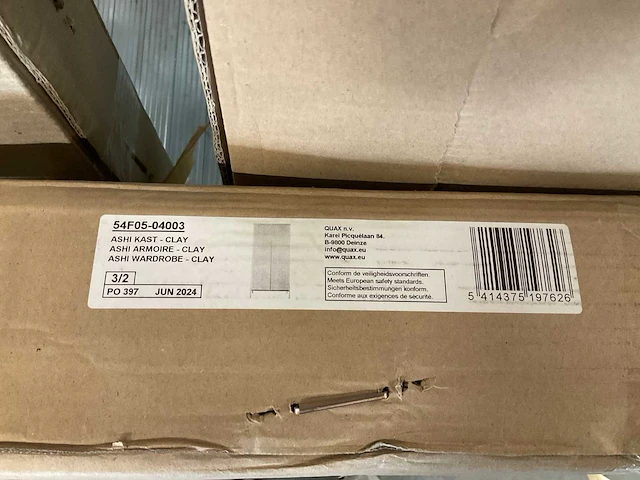 54F05-04003
ASHI KAST - CLAY
ASHI ARMOIRE - CLAY
ASHI WARDROBE - CLAY
3/2
PO 397 JUN 2024
QUAX n.v.
Karel Picquélaan 84,
B-9800 Deinze
info@quax.eu
www.quax.eu
Conform de veiligheidsvoorschriften.
Meets European safety standards.
Sicherheitsbestimmungen konform.
Conforme aux exigences de sécurité.
5 414375 197626